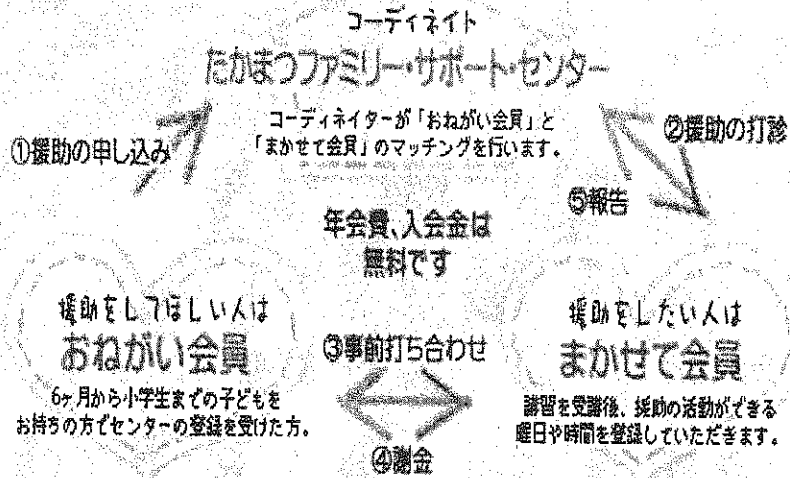 コーディネイト
たかまつファミリー・サポート・センター
コーディネイターが「おねがい会員」と
「まかせて会員」のマッチングを行います。
①援助の申し込み
②援助の打診
⑤報告
年会費、入会金は
無料です
援助をしてほしい人は
おねがい会員
6ヶ月から小学生までの子どもを
お持ちの方でセンターの登録を受けた方。
③事前打ち合わせ
④謝金
援助をしたい人は
まかせて会員
講習を受講後、援助の活動ができる
曜日や時間を登録していただきます。